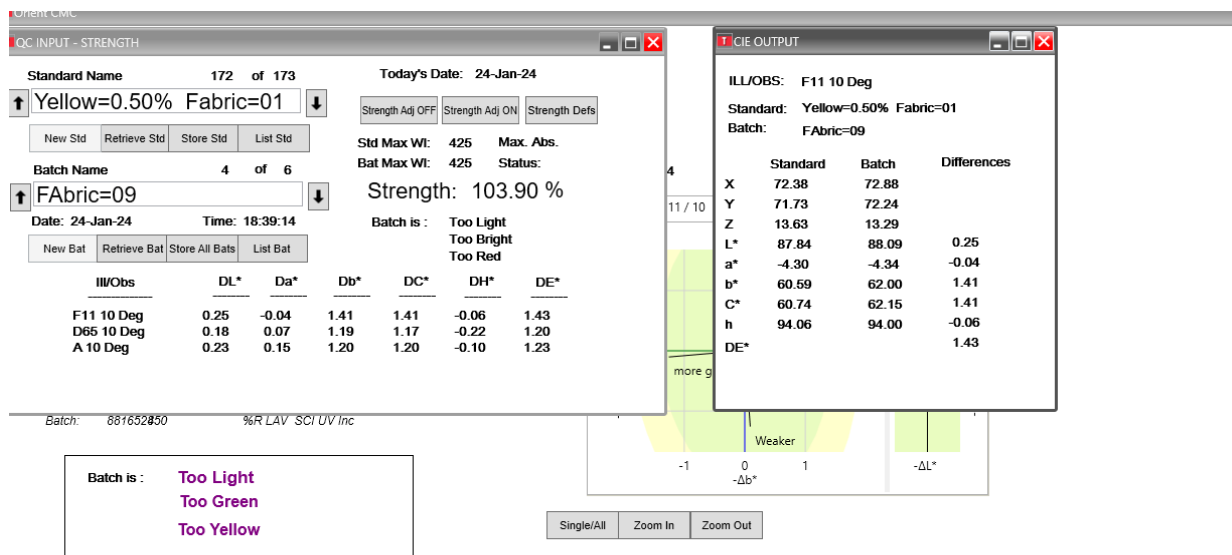 Orient CMC
QC INPUT - STRENGTH
Standard Name 172 of 173 Today's Date: 24-Jan-24
Yellow=0.50% Fabric=01
Strength Adj OFF Strength Adj ON Strength Defs
New Std Retrieve Std Store Std List Std
Std Max WI: 425 Max. Abs.
Bat Max WI: 425 Status:
Batch Name 4 of 6
FAbric=09
Strength: 103.90 %
Date: 24-Jan-24 Time: 18:39:14
Batch is : Too Light
Too Bright
Too Red
New Bat Retrieve Bat Store All Bats List Bat
Ill/Obs DL* Da* Db* DC* DH* DE*
F11 10 Deg 0.25 -0.04 1.41 1.41 -0.06 1.43
D65 10 Deg 0.18 0.07 1.19 1.17 -0.22 1.20
A 10 Deg 0.23 0.15 1.20 1.20 -0.10 1.23
T CIE OUTPUT
ILL/OBS: F11 10 Deg
Standard: Yellow=0.50% Fabric=01
Batch: FAbric=09
Standard Batch Differences
X 72.38 72.88
Y 71.73 72.24
Z 13.63 13.29
L* 87.84 88.09 0.25
a* -4.30 -4.34 -0.04
b* 60.59 62.00 1.41
C* 60.74 62.15 1.41
h 94.06 94.00 -0.06
DE* 1.43
4
11 / 10
more g
Weaker
-1 0 1
-Δb*
-ΔL*
Batch: %R LAV SCI UV Inc
Batch is : Too Light
Too Green
Too Yellow
Single/All Zoom In Zoom Out